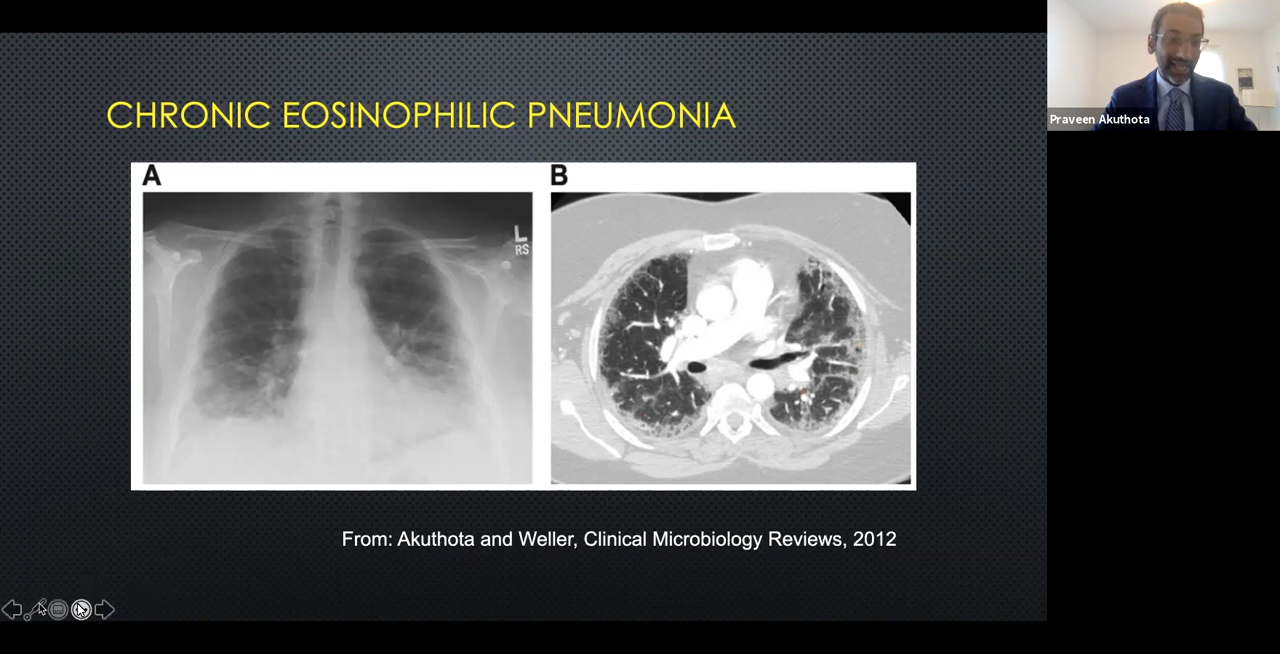 CHRONIC EOSINOPHILIC PNEUMONIA
A
B
L
RS
From: Akuthota and Weller, Clinical Microbiology Reviews, 2012
Praveen Akuthota